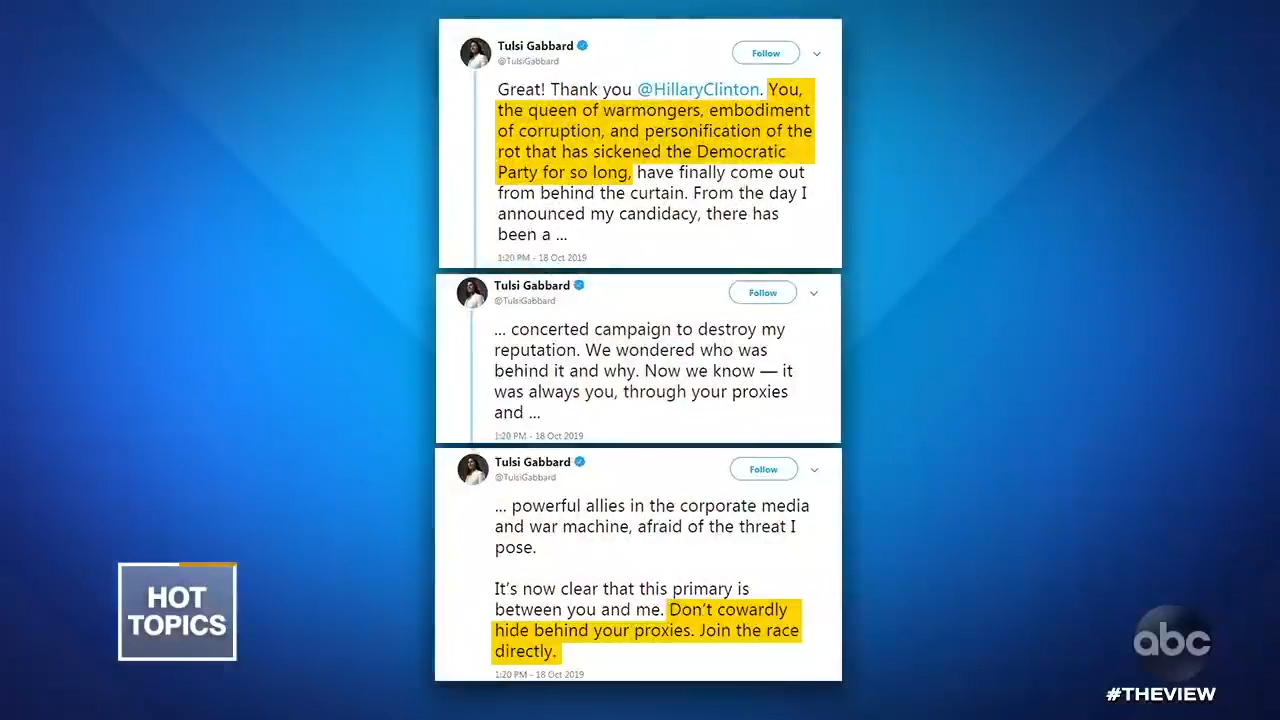 Tulsi Gabbard
@TulsiGabbard
Follow
Great! Thank you @HillaryClinton. You,
the queen of warmongers, embodiment
of corruption, and personification of the
rot that has sickened the Democratic
Party for so long, have finally come out
from behind the curtain. From the day I
announced my candidacy, there has
been a ...
1:20 PM - 18 Oct 2019
Tulsi Gabbard
@TulsiGabbard
Follow
... concerted campaign to destroy my
reputation. We wondered who was
behind it and why. Now we know — it
was always you, through your proxies
and ...
1:20 PM - 18 Oct 2019
Tulsi Gabbard
@TulsiGabbard
Follow
... powerful allies in the corporate media
and war machine, afraid of the threat I
pose.
It’s now clear that this primary is
between you and me. Don’t cowardly
hide behind your proxies. Join the race
directly.
1:20 PM - 18 Oct 2019
HOT
TOPICS
abc
#THEVIEW